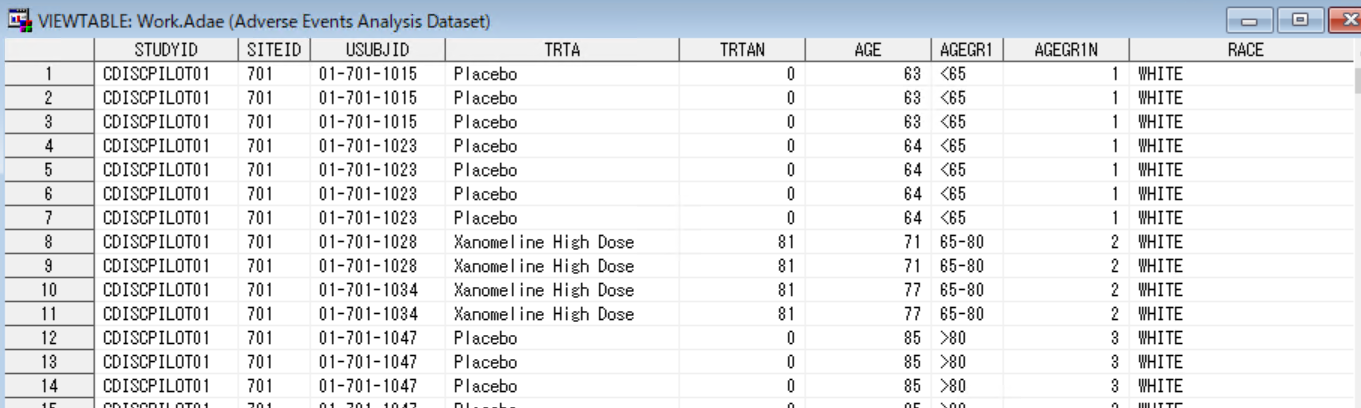 VIEWTABLE: Work.Adae (Adverse Events Analysis Dataset)
STUDYID SITEID USUBJID TRTA TRTAN AGE AGEGR1 AGEGR1N RACE
1 CDISCPILOT01 701 01-701-1015 Placebo 0 63 <65 1 WHITE
2 CDISCPILOT01 701 01-701-1015 Placebo 0 63 <65 1 WHITE
3 CDISCPILOT01 701 01-701-1015 Placebo 0 63 <65 1 WHITE
4 CDISCPILOT01 701 01-701-1023 Placebo 0 64 <65 1 WHITE
5 CDISCPILOT01 701 01-701-1023 Placebo 0 64 <65 1 WHITE
6 CDISCPILOT01 701 01-701-1023 Placebo 0 64 <65 1 WHITE
7 CDISCPILOT01 701 01-701-1023 Placebo 0 64 <65 1 WHITE
8 CDISCPILOT01 701 01-701-1028 Xanomeline High Dose 81 71 65-80 2 WHITE
9 CDISCPILOT01 701 01-701-1028 Xanomeline High Dose 81 71 65-80 2 WHITE
10 CDISCPILOT01 701 01-701-1034 Xanomeline High Dose 81 77 65-80 2 WHITE
11 CDISCPILOT01 701 01-701-1034 Xanomeline High Dose 81 77 65-80 2 WHITE
12 CDISCPILOT01 701 01-701-1047 Placebo 0 85 >80 3 WHITE
13 CDISCPILOT01 701 01-701-1047 Placebo 0 85 >80 3 WHITE
14 CDISCPILOT01 701 01-701-1047 Placebo 0 85 >80 3 WHITE